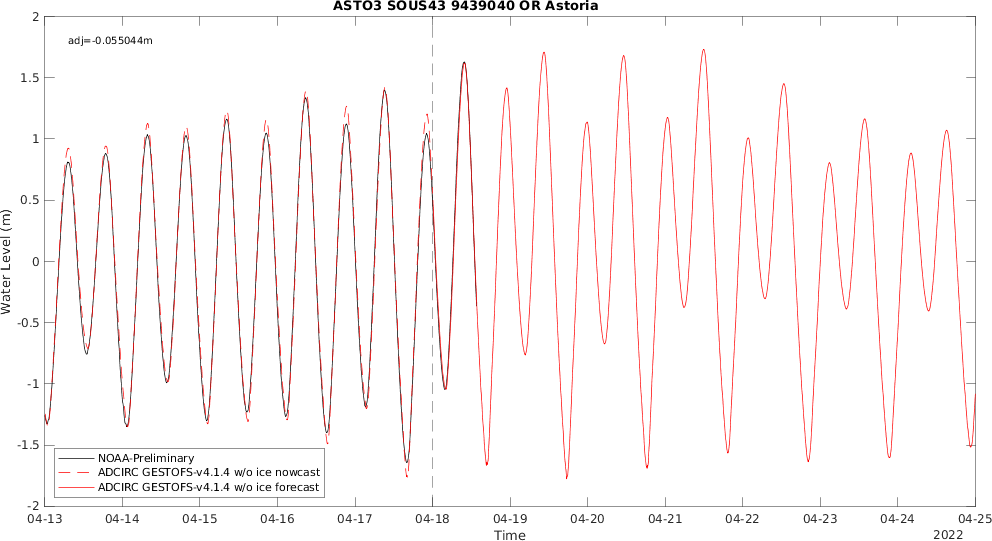 ASTO3 SOUS43 9439040 OR Astoria
adj=-0.055044m
2
1.5
1
0.5
0
-0.5
-1
-1.5
-2
Water Level (m)
NOAA-Preliminary
ADCIRC GESTOFS-v4.1.4 w/o ice nowcast
ADCIRC GESTOFS-v4.1.4 w/o ice forecast
04-13 04-14 04-15 04-16 04-17 04-18 04-19 04-20 04-21 04-22 04-23 04-24 04-25
Time
2022